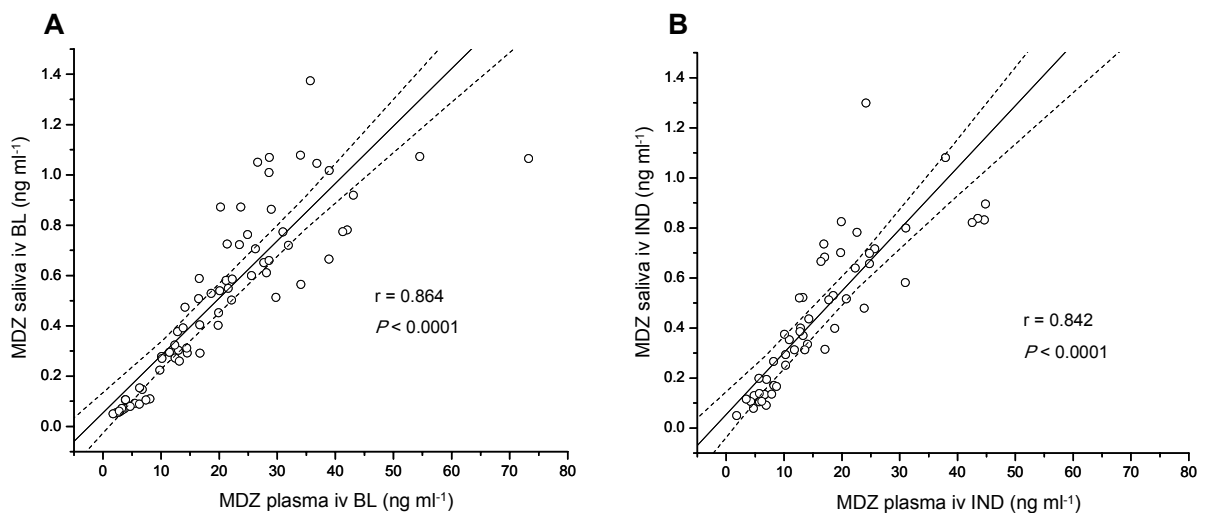 A
MDZ saliva iv BL (ng ml⁻¹)
1.4
1.2
1.0
0.8
0.6
0.4
0.2
0.0
r = 0.864
P < 0.0001
0 10 20 30 40 50 60 70 80
MDZ plasma iv BL (ng ml⁻¹)
B
MDZ saliva iv IND (ng ml⁻¹)
1.4
1.2
1.0
0.8
0.6
0.4
0.2
0.0
r = 0.842
P < 0.0001
0 10 20 30 40 50 60 70 80
MDZ plasma iv IND (ng ml⁻¹)